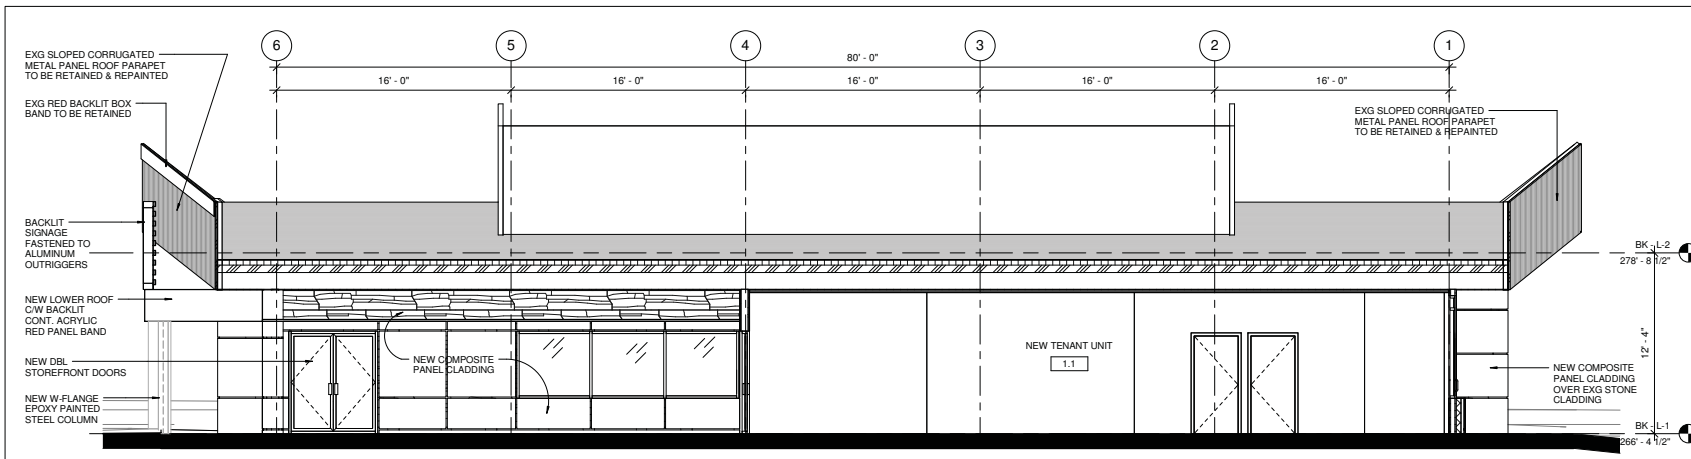 6
5
4
3
2
1
80' - 0"
16' - 0"
16' - 0"
16' - 0"
16' - 0"
16' - 0"
EXG SLOPED CORRUGATED
METAL PANEL ROOF PARAPET
TO BE RETAINED & REPAINTED
EXG RED BACKLIT BOX
BAND TO BE RETAINED
EXG SLOPED CORRUGATED
METAL PANEL ROOF PARAPET
TO BE RETAINED & REPAINTED
BACKLIT
SIGNAGE
FASTENED TO
ALUMINUM
OUTRIGGERS
BK - L-2
278' - 8 1/2"
NEW LOWER ROOF
C/W BACKLIT
CONT. ACRYLIC
RED PANEL BAND
NEW DBL
STOREFRONT DOORS
NEW COMPOSITE
PANEL CLADDING
NEW TENANT UNIT
1.1
12' - 4"
NEW COMPOSITE
PANEL CLADDING
OVER EXG STONE
CLADDING
NEW W-FLANGE
EPOXY PAINTED
STEEL COLUMN
BK - L-1
266' - 4 1/2"